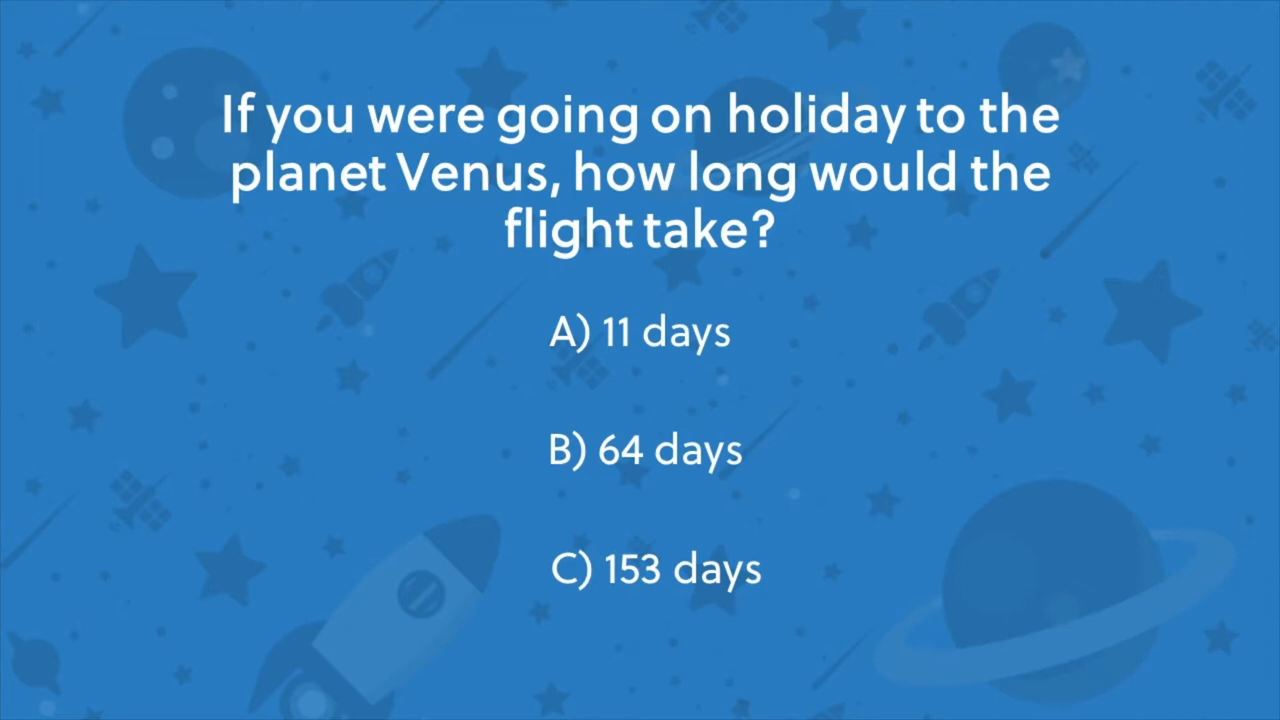 If you were going on holiday to the
planet Venus, how long would the
flight take?
A) 11 days
B) 64 days
C) 153 days